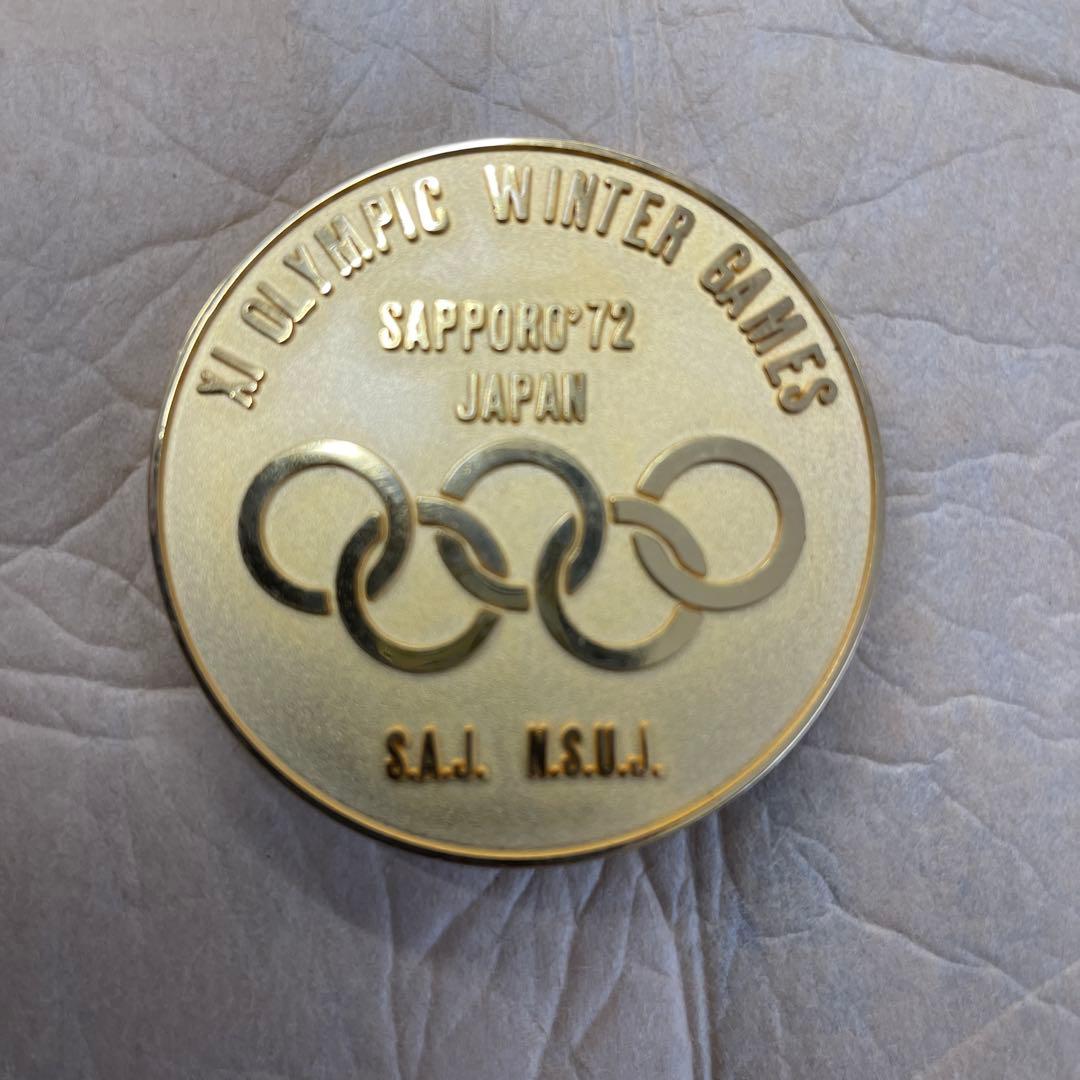 XI OLYMPIC WINTER GAMES
SAPPORO'72
JAPAN
S.A.J. N.S.U.J.